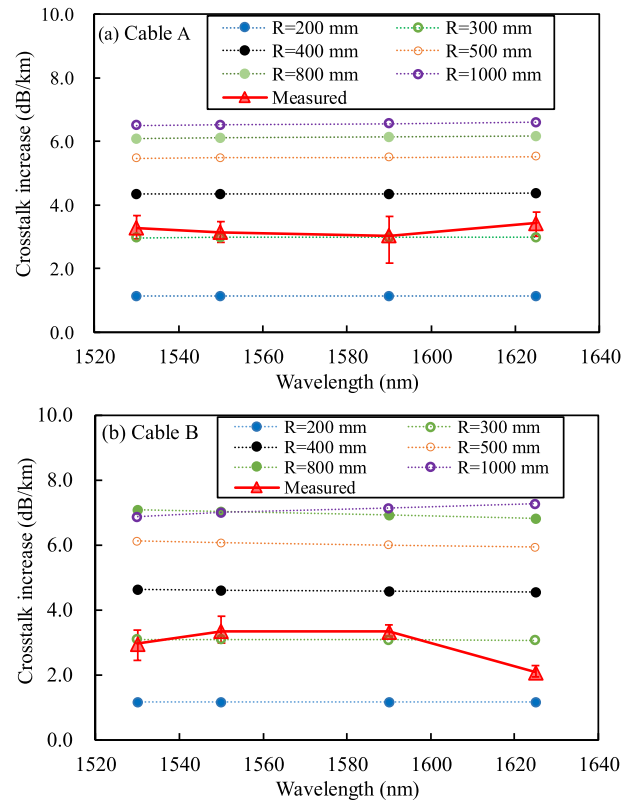 (a) Cable A
R=200 mm
R=300 mm
R=400 mm
R=500 mm
R=800 mm
R=1000 mm
Measured
10.0
8.0
6.0
4.0
2.0
0.0
Crosstalk increase (dB/km)
1520 1540 1560 1580 1600 1620 1640
Wavelength (nm)
(b) Cable B
R=200 mm
R=300 mm
R=400 mm
R=500 mm
R=800 mm
R=1000 mm
Measured
10.0
8.0
6.0
4.0
2.0
0.0
Crosstalk increase (dB/km)
1520 1540 1560 1580 1600 1620 1640
Wavelength (nm)